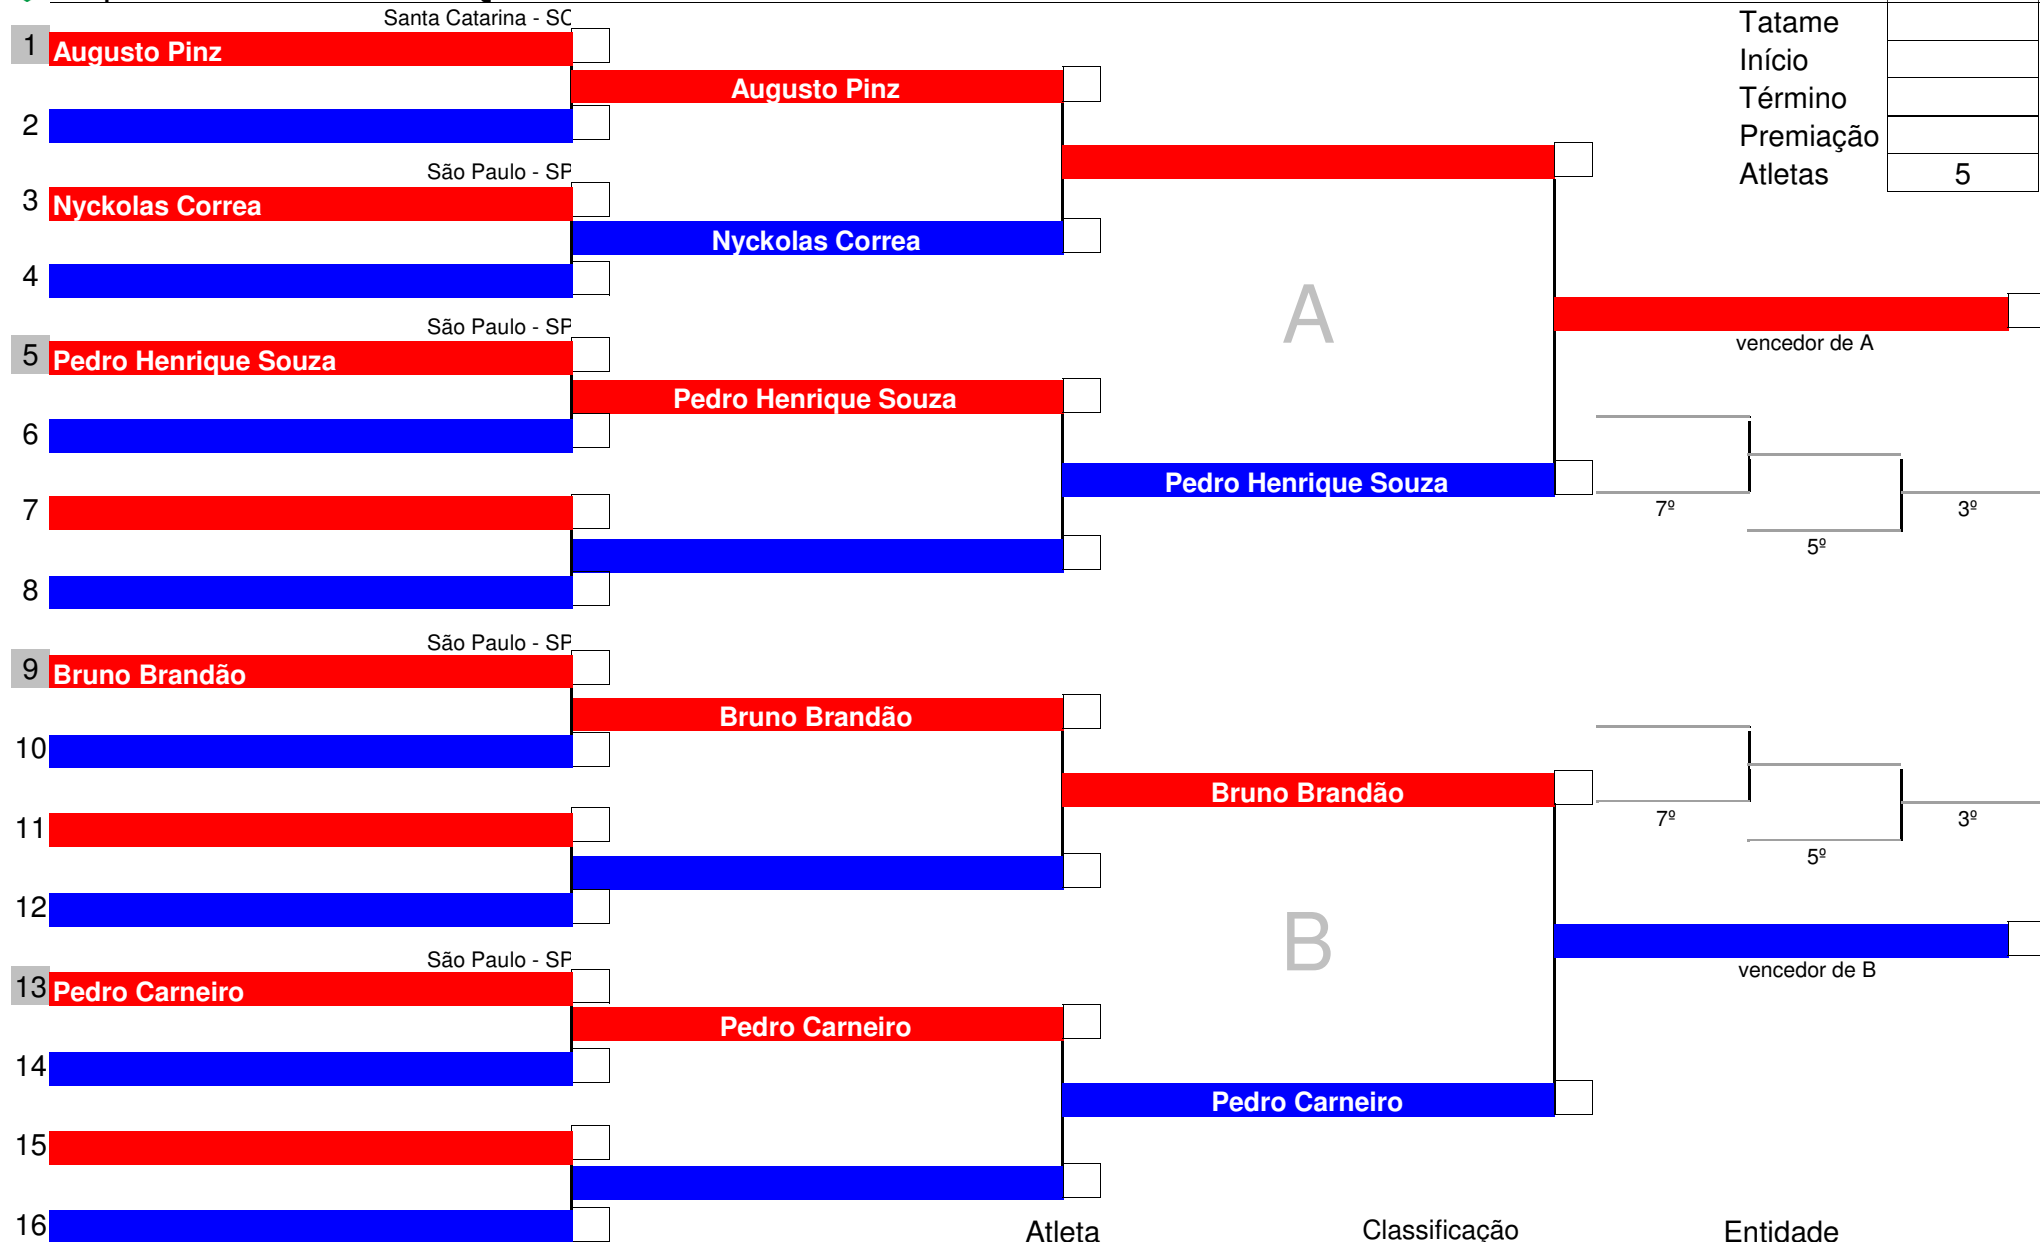 Santa Catarina - SC
Tatame
1 Augusto Pinz
Início
Augusto Pinz
Término
2
Premiação
São Paulo - SP
Atletas 5
3 Nyckolas Correa
Nyckolas Correa
4
A
São Paulo - SP
vencedor de A
5 Pedro Henrique Souza
Pedro Henrique Souza
6
Pedro Henrique Souza
7
7º
3º
5º
8
São Paulo - SP
9 Bruno Brandão
Bruno Brandão
10
Bruno Brandão
11
7º
3º
5º
12
B
São Paulo - SP
vencedor de B
13 Pedro Carneiro
Pedro Carneiro
14
Pedro Carneiro
15
16
Atleta Classificação Entidade